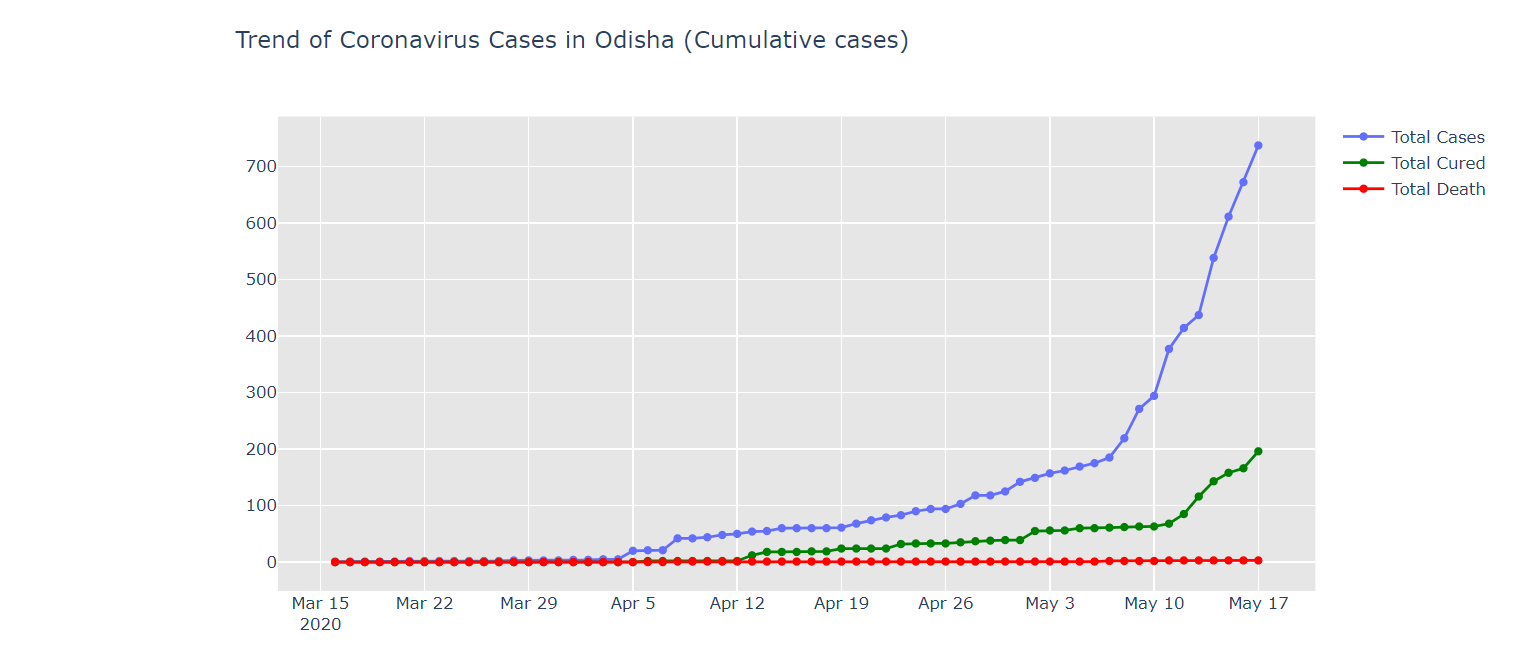 Trend of Coronavirus Cases in Odisha (Cumulative cases)
Total Cases
Total Cured
Total Death
700
600
500
400
300
200
100
0
Mar 15 Mar 22 Mar 29 Apr 5 Apr 12 Apr 19 Apr 26 May 3 May 10 May 17
2020